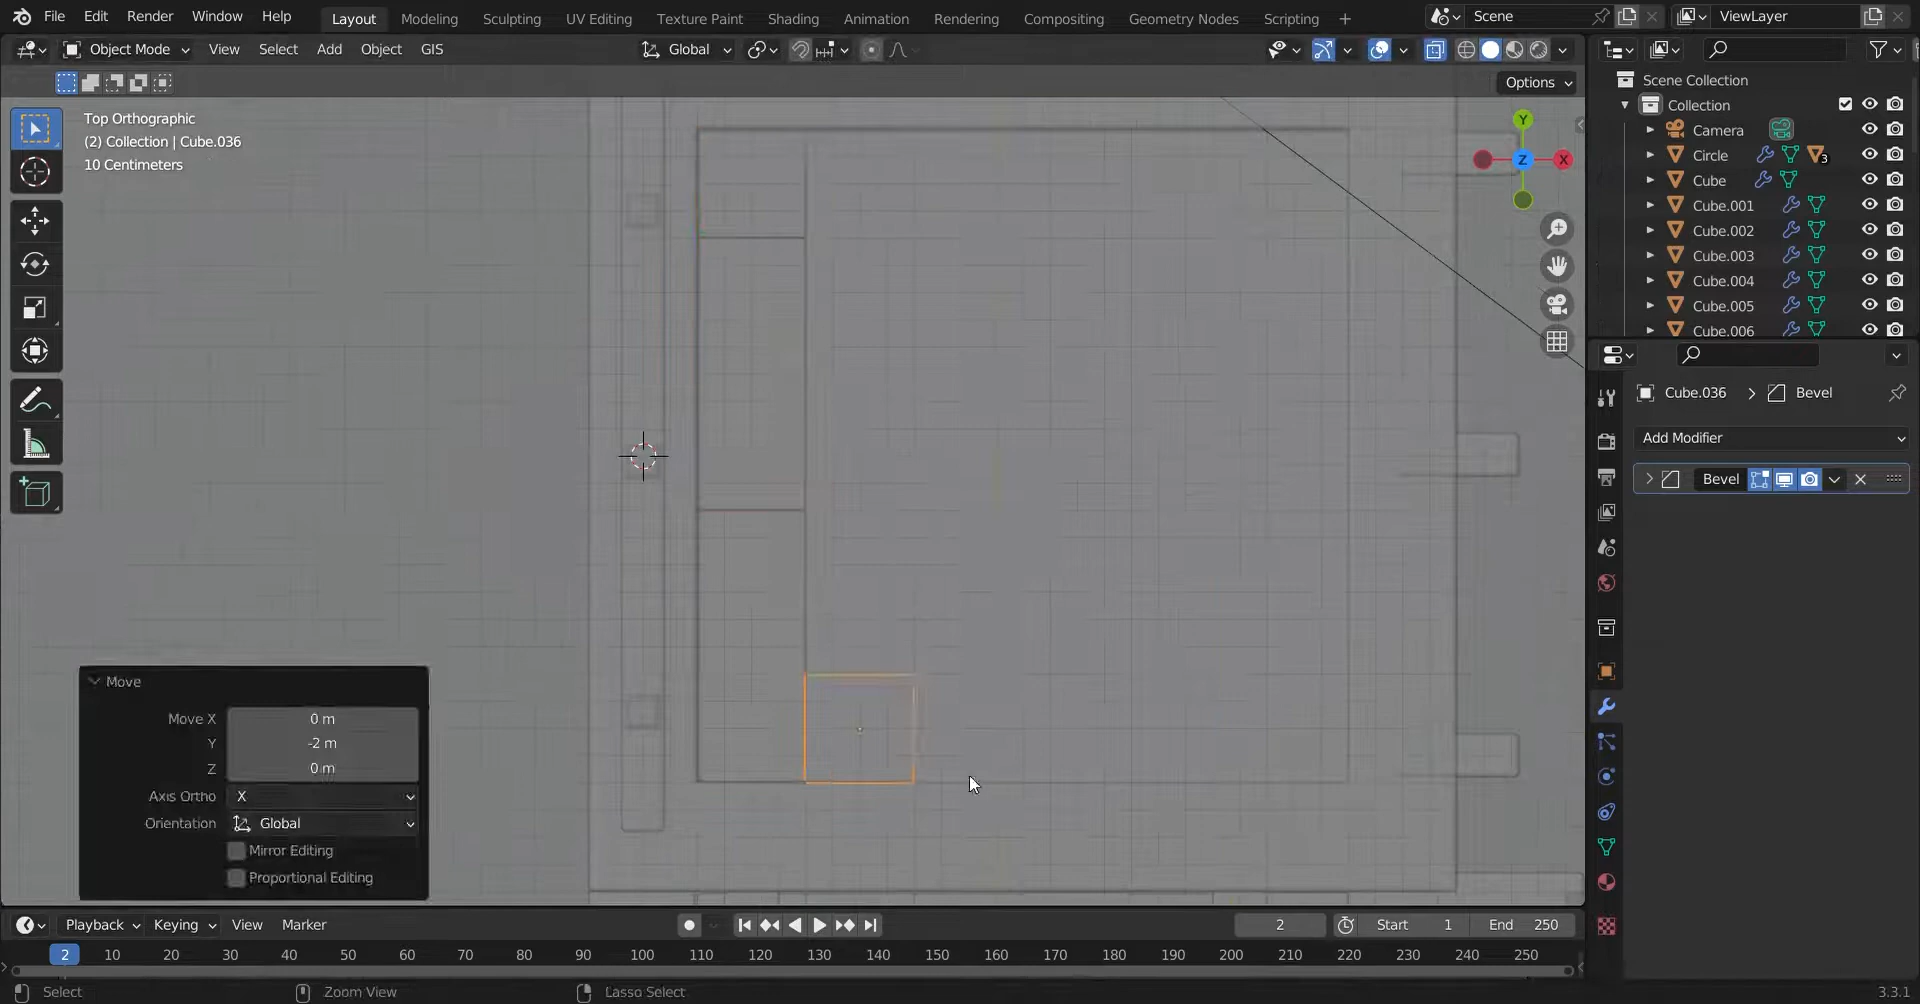 File Edit Render Window Help Layout Modeling Sculpting UV Editing Texture Paint Shading Animation Rendering Compositing Geometry Nodes Scripting + Scene ViewLayer
Object Mode View Select Add Object GIS Global
Options
Top Orthographic
(2) Collection | Cube.036
10 Centimeters
Y
Z
X
Scene Collection
Collection
Camera
Circle 3
Cube
Cube.001
Cube.002
Cube.003
Cube.004
Cube.005
Cube.006
Cube.036 > Bevel
Add Modifier
Bevel
Move
Move X 0 m
Y -2 m
Z 0 m
Axis Ortho X
Orientation Global
Mirror Editing
Proportional Editing
Playback Keying View Marker 2 Start 1 End 250
2 10 20 30 40 50 60 70 80 90 100 110 120 130 140 150 160 170 180 190 200 210 220 230 240 250
Select Zoom View Lasso Select 3.3.1